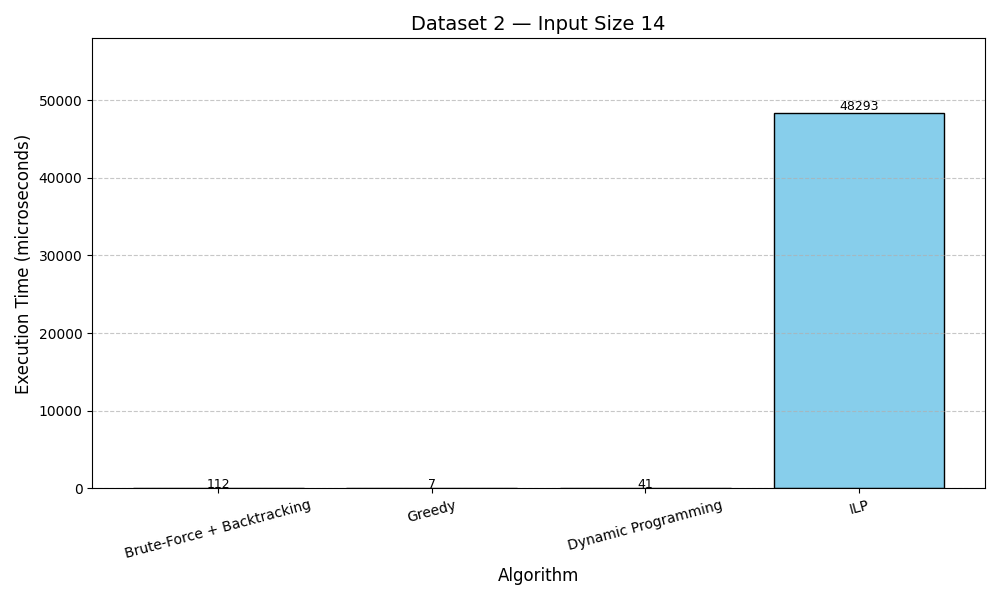 Dataset 2 — Input Size 14
Execution Time (microseconds)
50000
40000
30000
20000
10000
0
112
7
41
48293
Brute-Force + Backtracking
Greedy
Dynamic Programming
ILP
Algorithm